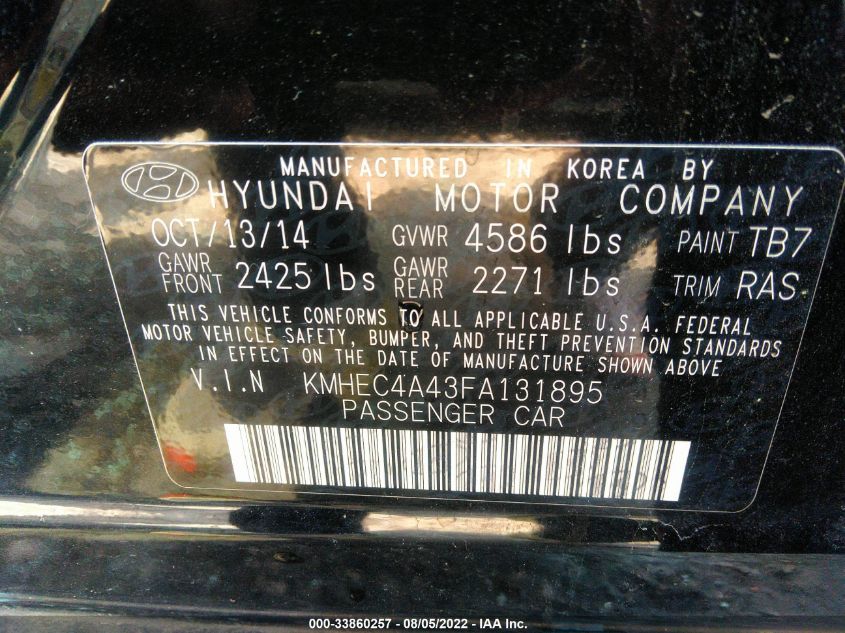 MANUFACTURED IN KOREA BY
HYUNDAI MOTOR COMPANY
OCT/13/14 GVWR 4586 lbs PAINT TB7
GAWR FRONT 2425 lbs GAWR REAR 2271 lbs TRIM RAS
THIS VEHICLE CONFORMS TO ALL APPLICABLE U.S.A. FEDERAL
MOTOR VEHICLE SAFETY, BUMPER, AND THEFT PREVENTION STANDARDS
IN EFFECT ON THE DATE OF MANUFACTURE SHOWN ABOVE
V.I.N KMHEC4A43FA131895
PASSENGER CAR
000-33860257 - 08/05/2022 - IAA Inc.